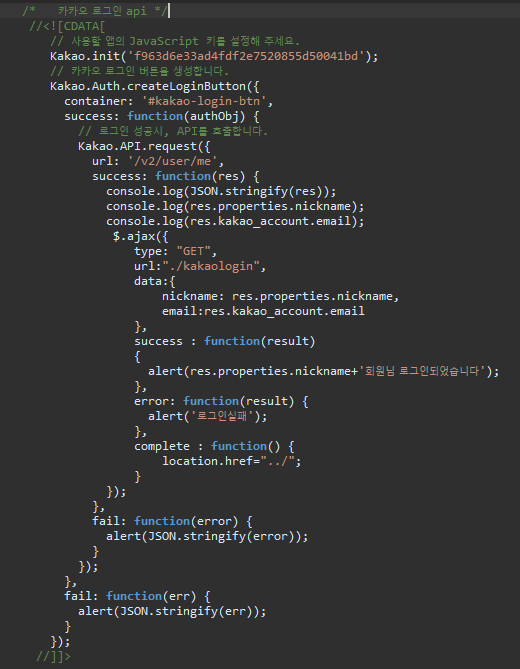 /*   카카오 로그인 api */
//<![CDATA[
// 사용할 앱의 JavaScript 키를 설정해 주세요.
Kakao.init('f963d6e33ad4fdf2e7520855d50041bd');
// 카카오 로그인 버튼을 생성합니다.
Kakao.Auth.createLoginButton({
container: '#kakao-login-btn',
success: function(authObj) {
// 로그인 성공시, API를 호출합니다.
Kakao.API.request({
url: '/v2/user/me',
success: function(res) {
console.log(JSON.stringify(res));
console.log(res.properties.nickname);
console.log(res.kakao_account.email);
$.ajax({
type: "GET",
url:"./kakaologin",
data:{
nickname: res.properties.nickname,
email:res.kakao_account.email
},
success : function(result)
{
alert(res.properties.nickname+'회원님 로그인되었습니다');
},
error: function(result) {
alert('로그인실패');
},
complete : function() {
location.href="../";
}
});
},
fail: function(error) {
alert(JSON.stringify(error));
}
});
},
fail: function(err) {
alert(JSON.stringify(err));
}
});
//]]>